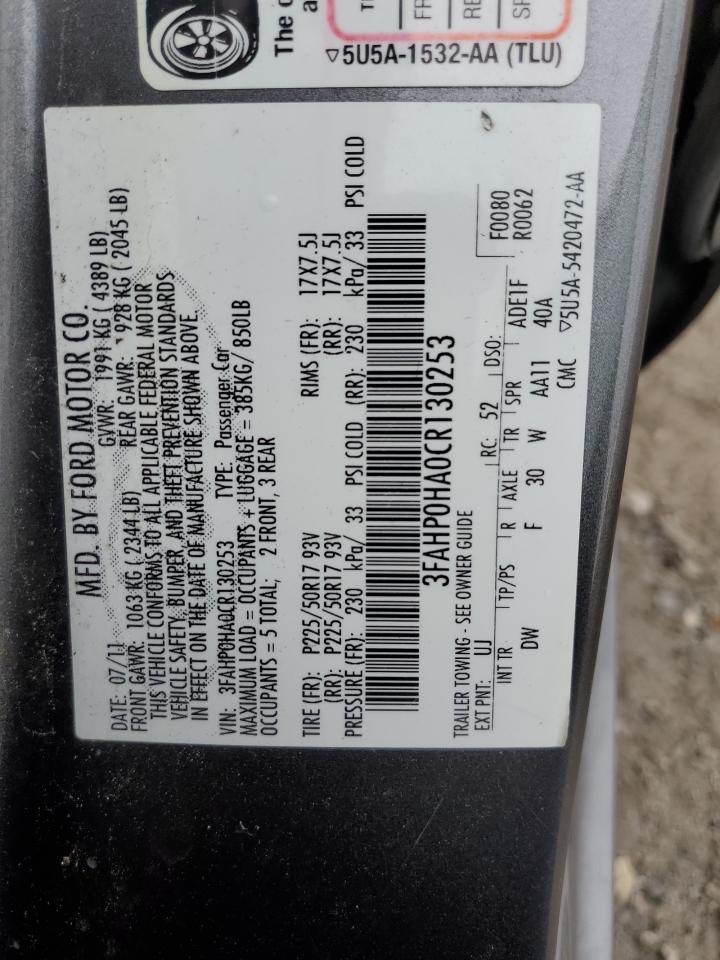 The
a
FR
RE
SP
▽5U5A-1532-AA (TLU)
MFD. BY FORD MOTOR CO.
DATE: 07/11 GVWR: 1991 KG ( 4389 LB)
FRONT GAWR: 1063 KG ( 2344 LB) REAR GAWR: 928 KG ( 2045 LB)
THIS VEHICLE CONFORMS TO ALL APPLICABLE FEDERAL MOTOR
VEHICLE SAFETY, BUMPER, AND THEFT PREVENTION STANDARDS
IN EFFECT ON THE DATE OF MANUFACTURE SHOWN ABOVE.
VIN: 3FAHP0HA0CR130253 TYPE: Passenger Car
MAXIMUM LOAD = OCCUPANTS + LUGGAGE = 385KG/ 850LB
OCCUPANTS = 5 TOTAL; 2 FRONT, 3 REAR
TIRE (FR): P225/50R17 93V RIMS (FR): 17X7.5J
(RR): P225/50R17 93V (RR): 17X7.5J
PRESSURE (FR): 230 kPa/ 33 PSI COLD (RR): 230 kPa/ 33 PSI COLD
3FAHP0HA0CR130253
TRAILER TOWING - SEE OWNER GUIDE
EXT PNT: UJ RC: 52 DSO: F0080
R0062
INT TR TP/PS R AXLE TR SPR ADE1F
DW F 30 W AA11 40A
CMC ▽5U5A-5420472-AA